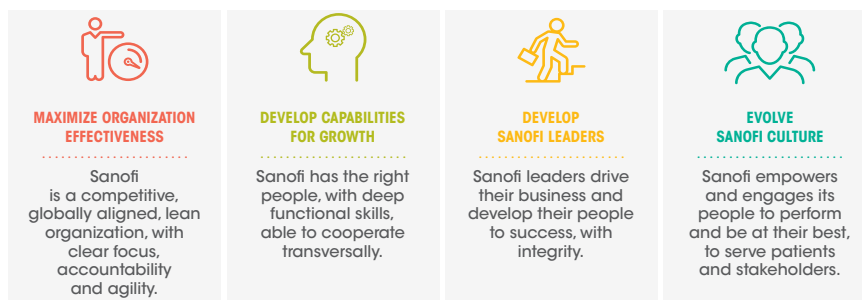 MAXIMIZE ORGANIZATION
EFFECTIVENESS
Sanofi
is a competitive,
globally aligned, lean
organization, with
clear focus,
accountability
and agility.
DEVELOP CAPABILITIES
FOR GROWTH
Sanofi has the right
people, with deep
functional skills,
able to cooperate
transversally.
DEVELOP
SANOFI LEADERS
Sanofi leaders drive
their business and
develop their people
to success, with
integrity.
EVOLVE
SANOFI CULTURE
Sanofi empowers
and engages its
people to perform
and be at their best,
to serve patients
and stakeholders.